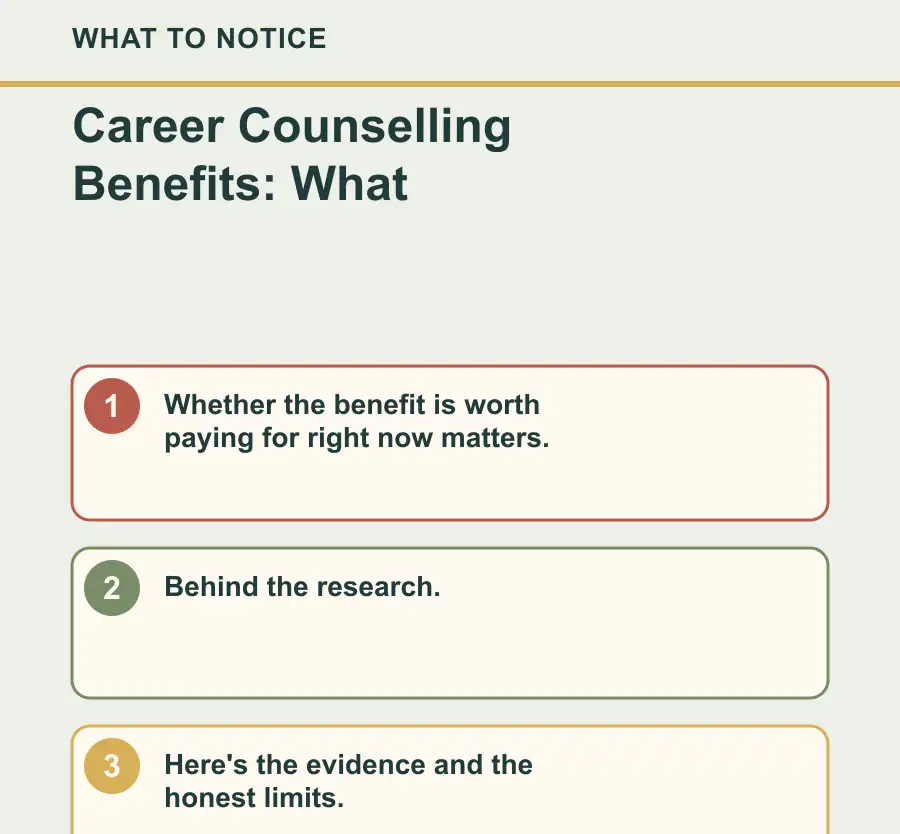 WHAT TO NOTICE
Career Counselling
Benefits: What
1
Whether the benefit is worth
paying for right now matters.
2
Behind the research.
3
Here's the evidence and the
honest limits.